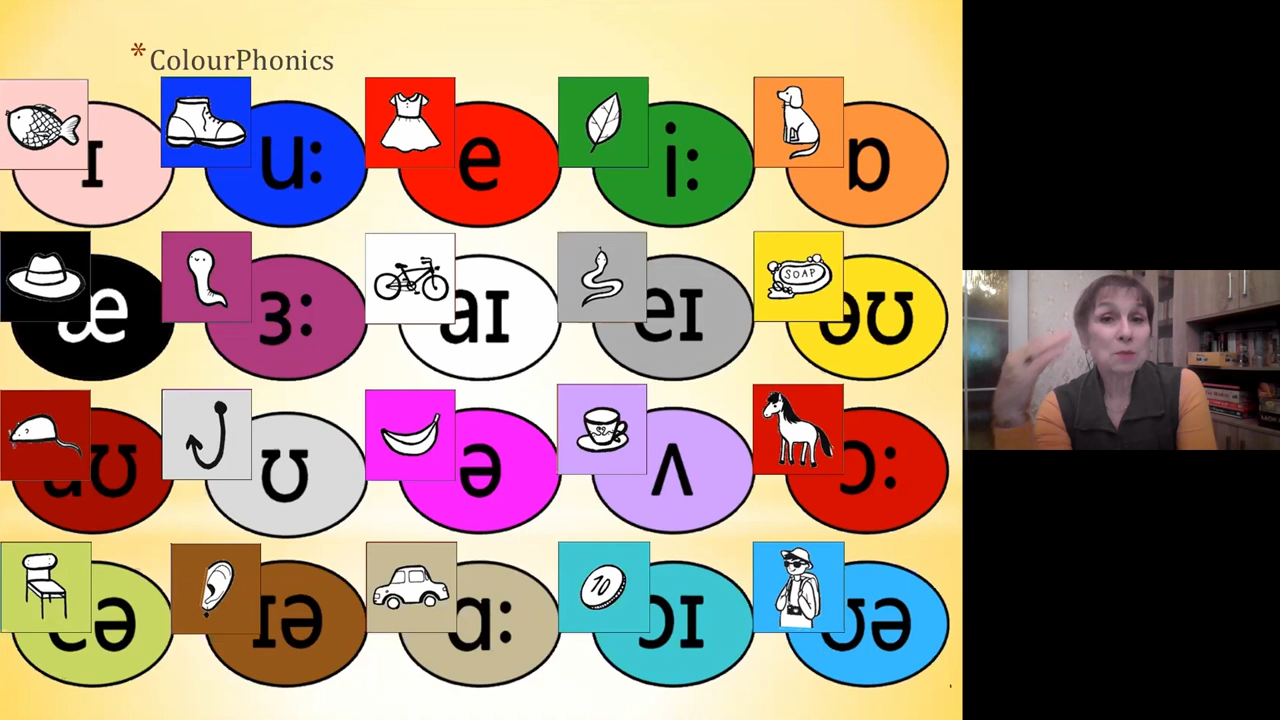 *ColourPhonics
ɪ u: e i: ɒ
æ ɜ: aɪ eɪ əʊ
SOAP
aʊ ʊ ə ʌ ɔ:
eə ɪə ɑ: ɔɪ ʊə
10